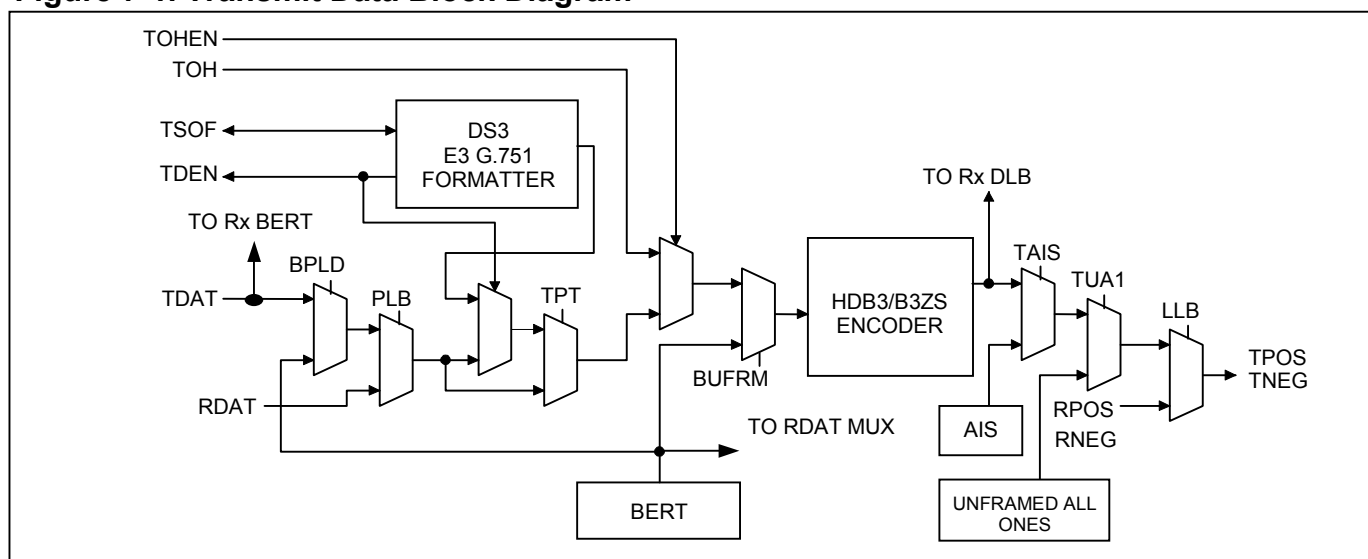 Figure 7-1. Transmit Data Block Diagram
TOHEN
TOH
TSOF
TDEN
DS3
E3 G.751
FORMATTER
TO Rx BERT
TDAT
BPLD
PLB
RDAT
TPT
BUFRM
HDB3/B3ZS
ENCODER
TO Rx DLB
TAIS
TUA1
LLB
TPOS
TNEG
RPOS
RNEG
AIS
UNFRAMED ALL
ONES
TO RDAT MUX
BERT